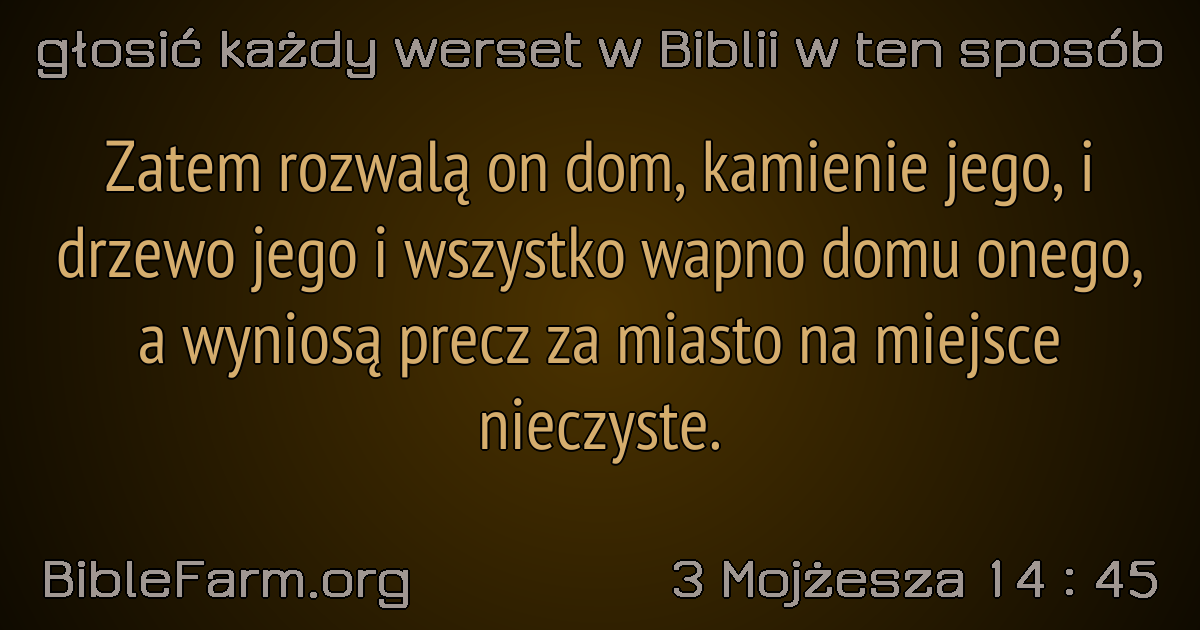 głosić każdy werset w Biblii w ten sposób
Zatem rozwalą on dom, kamienie jego, i
drzewo jego i wszystko wapno domu onego,
a wyniosą precz za miasto na miejsce
nieczyste.
BibleFarm.org
3 Mojżesza 14 : 45